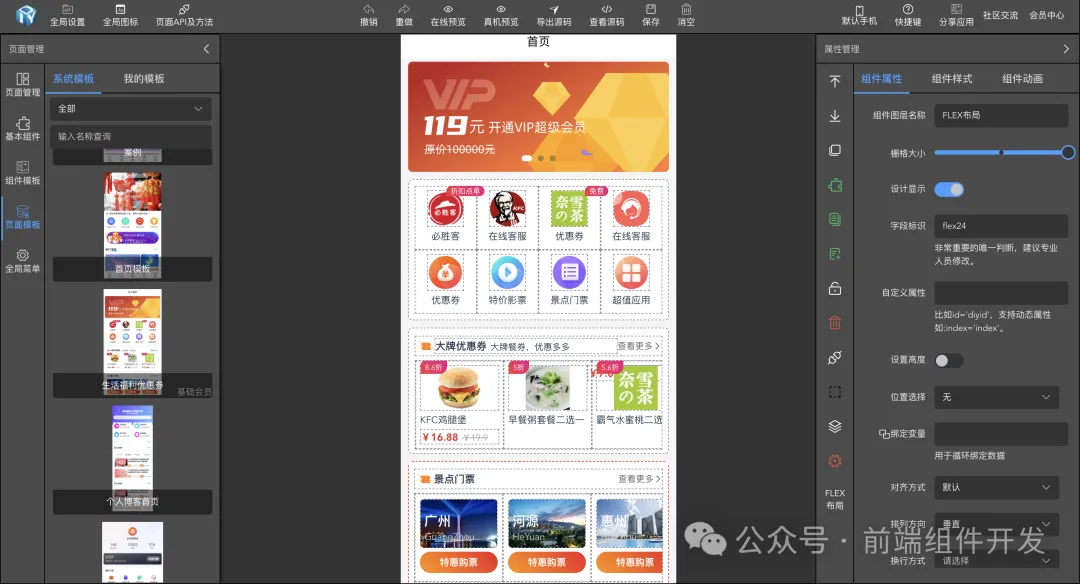 全局设置
全局图标
页面API及方法
撤销
重做
在线预览
真机预览
导出源码
查看源码
保存
清空
默认手机
快捷键
分享应用
社区交流
会员中心
页面管理
属性管理
页面管理
基本组件
组件模板
页面模板
全局菜单
系统模板
我的模板
全部
输入名称查询
案例
首页模板
生活福利优惠券
基础会员
个人博客首页
首页
VIP
119元 开通VIP超级会员
原价100000元
折扣点单
免费
必胜客
KFC
奈雪の茶
必胜客
在线客服
优惠券
在线客服
优惠券
特价影票
景点门票
超值应用
大牌优惠券
大牌餐券，优惠多多
查看更多
8.6折
5折
5.6折
奈雪の茶
KFC鸡腿堡
早餐粥套餐二选一
霸气水蜜桃二选
￥16.88
￥19.9
景点门票
查看更多
广州
GuangZhou
河源
HeYuan
惠州
特惠购票
特惠购票
特惠购票
FLEX
布局
组件属性
组件样式
组件动画
组件图层名称
FLEX布局
栅格大小
设计显示
字段标识
flex24
非常重要的唯一判断，建议专业
人员修改。
自定义属性
比如id='diyid'，支持动态属性
如:index='index'。
设置高度
位置选择
无
绑定变量
用于循环绑定数据
对齐方式
默认
排列方向
垂直
换行方式
请选择
公众号 · 前端组件开发